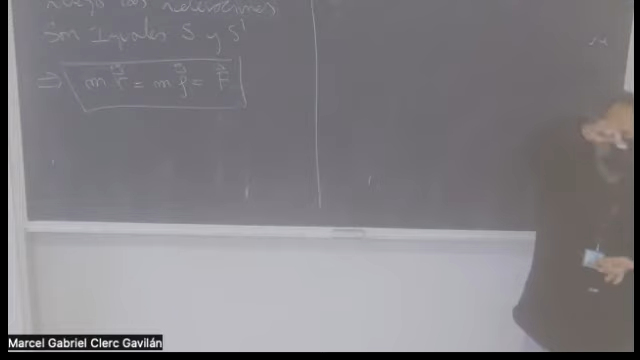 luego las aceleraciones
Son Iguales S y S'
⇒ m r̈ = m ρ̈ = F⃗
Marcel Gabriel Clerc Gavilán